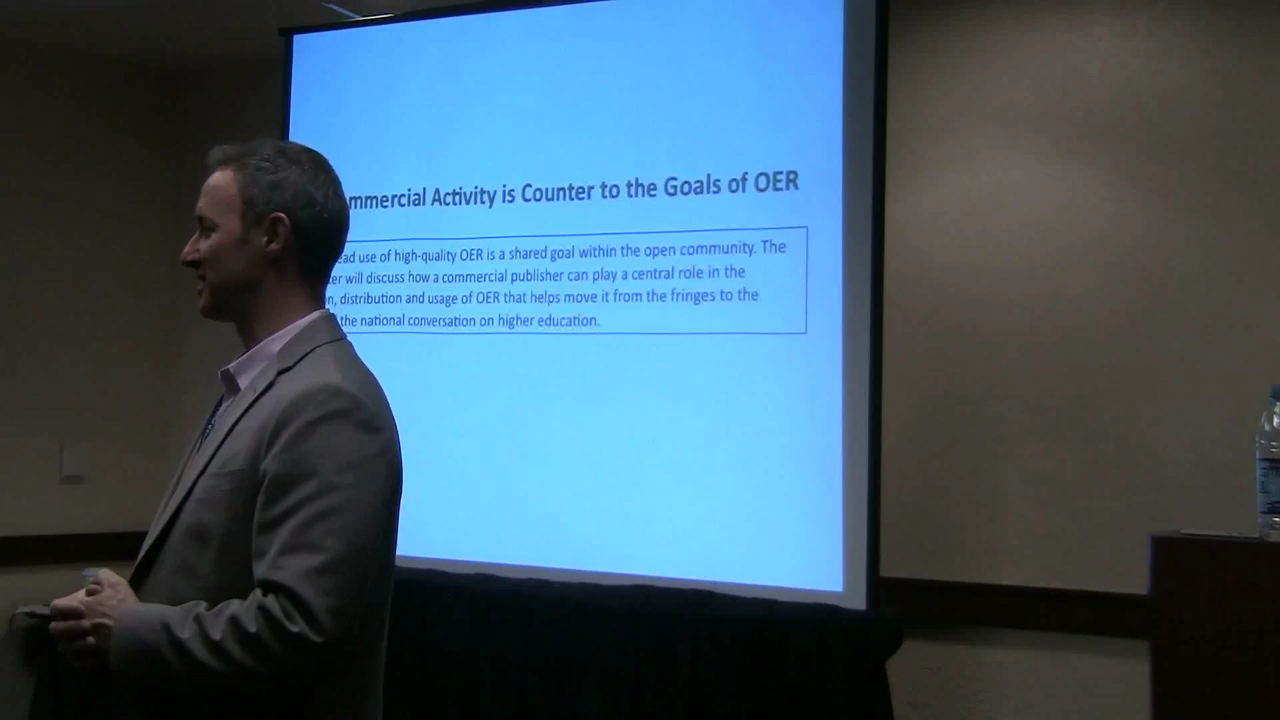 mmercial Activity is Counter to the Goals of OER
ead use of high-quality OER is a shared goal within the open community. The
er will discuss how a commercial publisher can play a central role in the
n, distribution and usage of OER that helps move it from the fringes to the
the national conversation on higher education.